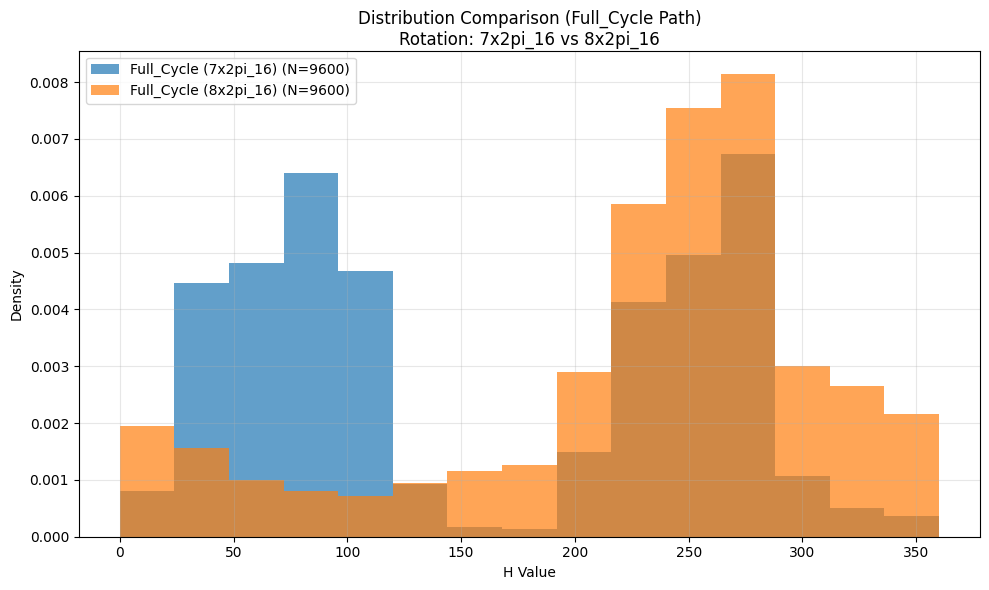 Distribution Comparison (Full_Cycle Path)
Rotation: 7x2pi_16 vs 8x2pi_16
Full_Cycle (7x2pi_16) (N=9600)
Full_Cycle (8x2pi_16) (N=9600)
0.008
0.007
0.006
0.005
0.004
0.003
0.002
0.001
0.000
Density
0 50 100 150 200 250 300 350
H Value